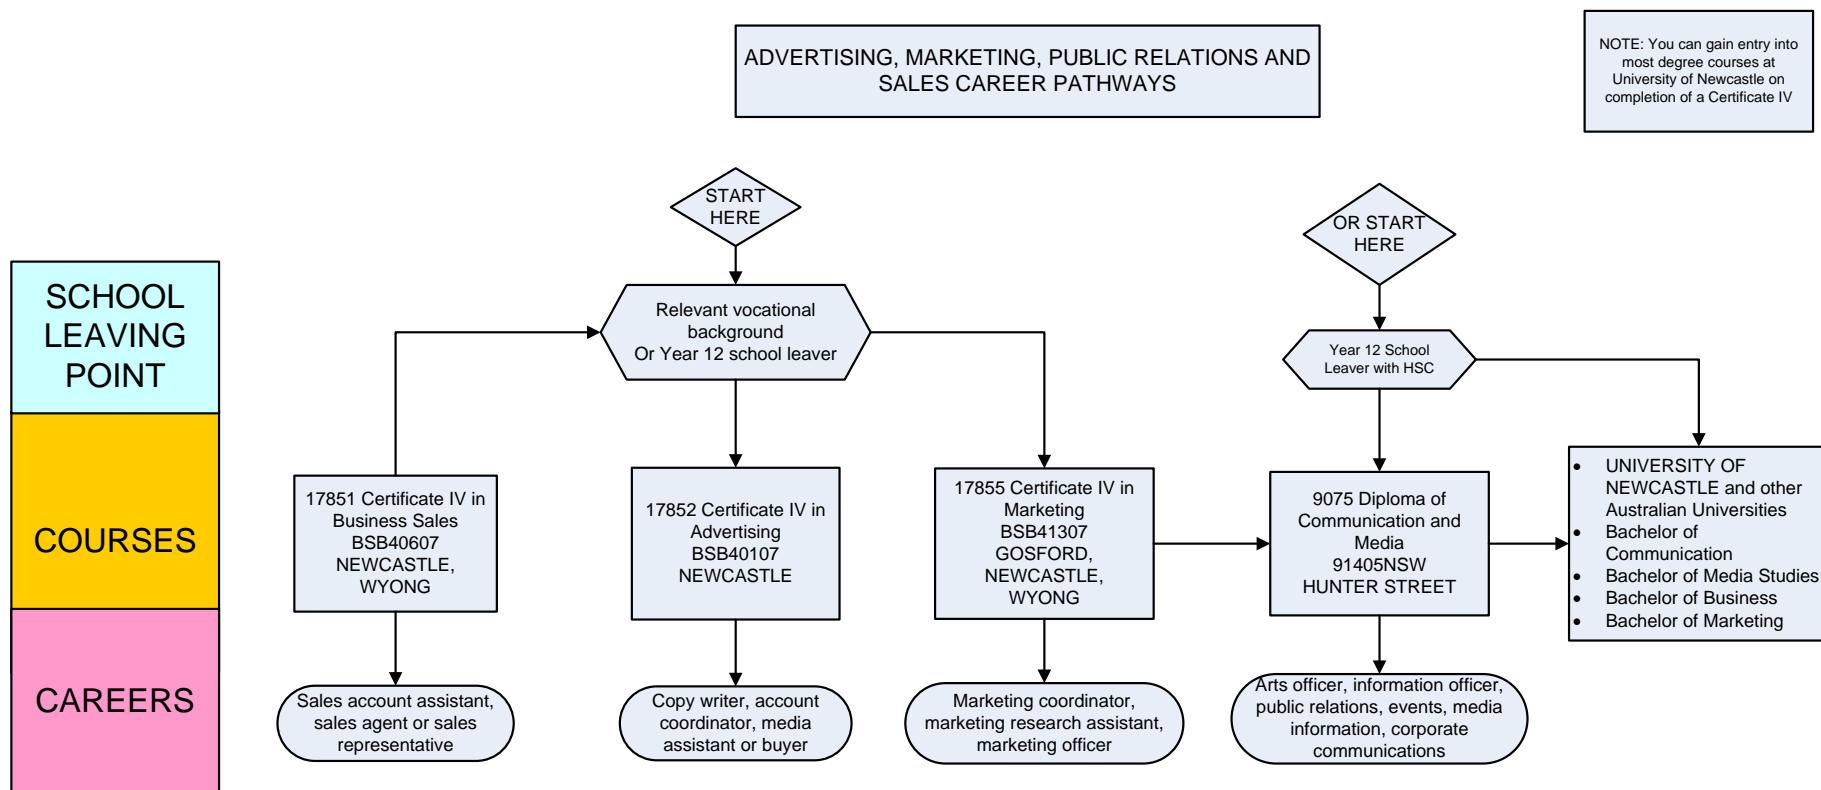 ADVERTISING, MARKETING, PUBLIC RELATIONS AND
SALES CAREER PATHWAYS
NOTE: You can gain entry into
most degree courses at
University of Newcastle on
completion of a Certificate IV
START
HERE
OR START
HERE
SCHOOL
LEAVING
POINT
Relevant vocational
background
Or Year 12 school leaver
Year 12 School
Leaver with HSC
COURSES
17851 Certificate IV in
Business Sales
BSB40607
NEWCASTLE,
WYONG
17852 Certificate IV in
Advertising
BSB40107
NEWCASTLE
17855 Certificate IV in
Marketing
BSB41307
GOSFORD,
NEWCASTLE,
WYONG
9075 Diploma of
Communication and
Media
91405NSW
HUNTER STREET
• UNIVERSITY OF
NEWCASTLE and other
Australian Universities
• Bachelor of
Communication
• Bachelor of Media Studies
• Bachelor of Business
• Bachelor of Marketing
CAREERS
Sales account assistant,
sales agent or sales
representative
Copy writer, account
coordinator, media
assistant or buyer
Marketing coordinator,
marketing research assistant,
marketing officer
Arts officer, information officer,
public relations, events, media
information, corporate
communications